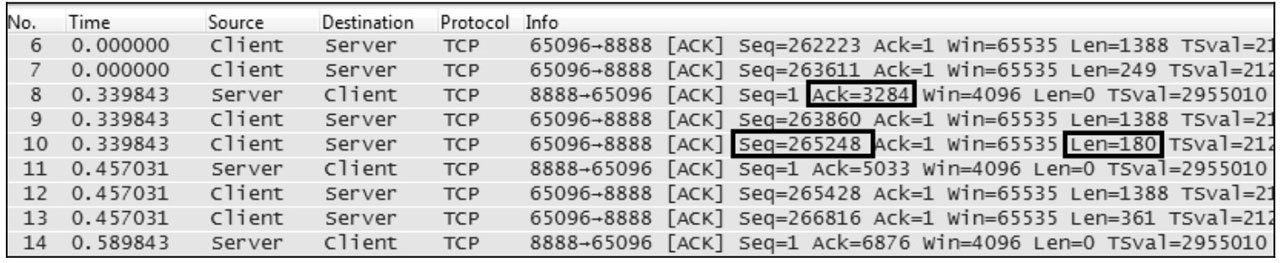 No. Time Source Destination Protocol Info
6 0.000000 Client Server TCP 65096→8888 [ACK] Seq=262223 Ack=1 Win=65535 Len=1388 TSval=21
7 0.000000 Client Server TCP 65096→8888 [ACK] Seq=263611 Ack=1 Win=65535 Len=249 TSval=212
8 0.339843 Server Client TCP 8888→65096 [ACK] Seq=1 Ack=3284 Win=4096 Len=0 TSval=2955010
9 0.339843 Client Server TCP 65096→8888 [ACK] Seq=263860 Ack=1 Win=65535 Len=1388 TSval=21
10 0.339843 Client Server TCP 65096→8888 [ACK] Seq=265248 Ack=1 Win=65535 Len=180 TSval=212
11 0.457031 Server Client TCP 8888→65096 [ACK] Seq=1 Ack=5033 Win=4096 Len=0 TSval=2955010
12 0.457031 Client Server TCP 65096→8888 [ACK] Seq=265428 Ack=1 Win=65535 Len=1388 TSval=21
13 0.457031 Client Server TCP 65096→8888 [ACK] Seq=266816 Ack=1 Win=65535 Len=361 TSval=212
14 0.589843 Server Client TCP 8888→65096 [ACK] Seq=1 Ack=6876 Win=4096 Len=0 TSval=2955010